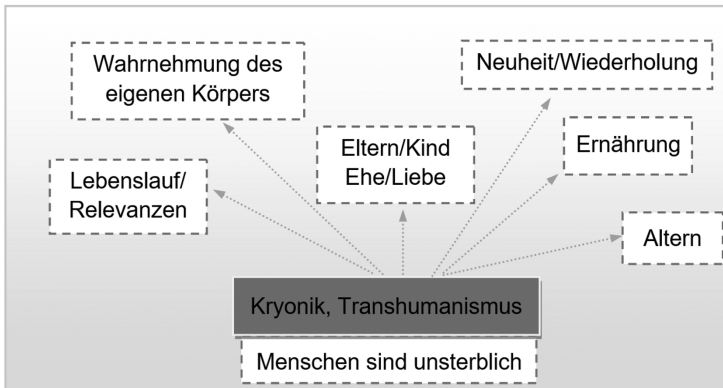 Wahrnehmung des
eigenen Körpers
Neuheit/Wiederholung
Eltern/Kind
Ehe/Liebe
Ernährung
Lebenslauf/
Relevanzen
Altern
Kryonik, Transhumanismus
Menschen sind unsterblich